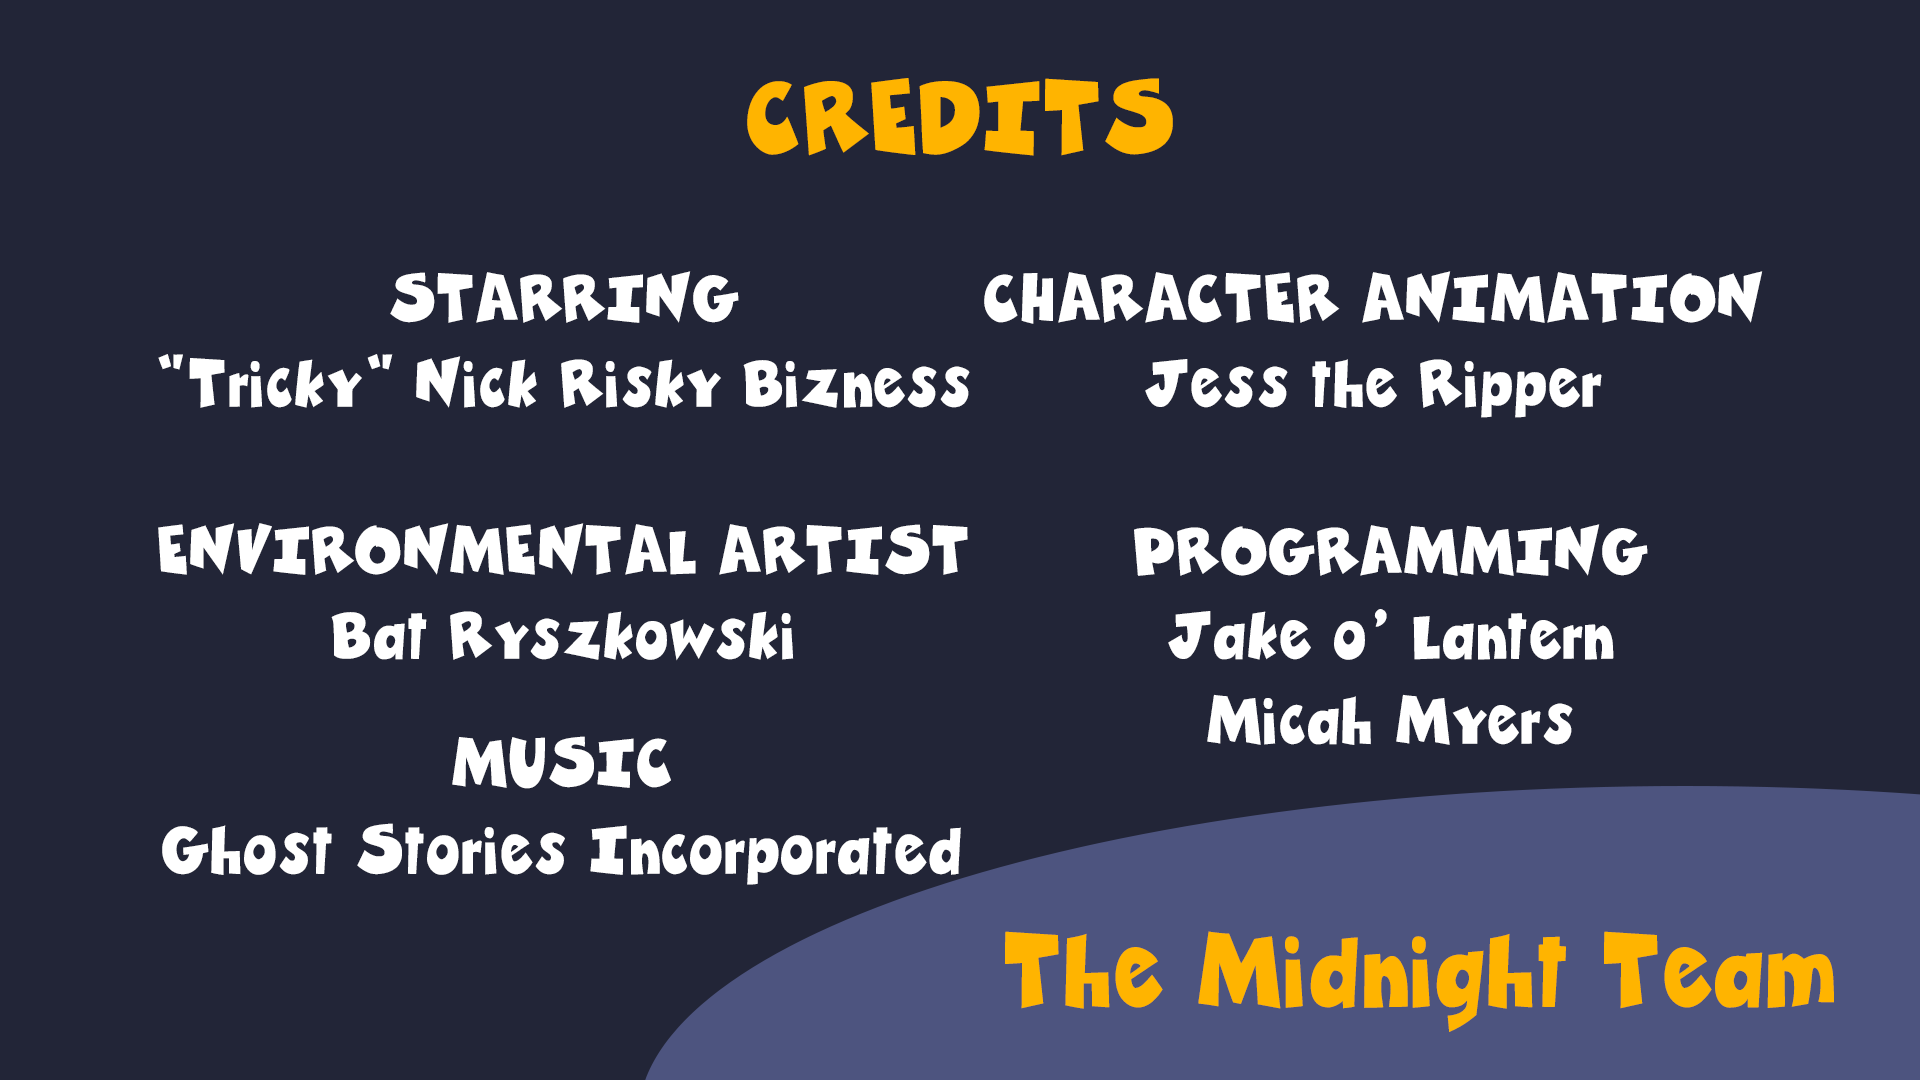 CREDITS
STARRING
"Tricky" Nick Risky Bizness
CHARACTER ANIMATION
Jess the Ripper
ENVIRONMENTAL ARTIST
Bat Ryszkowski
PROGRAMMING
Jake o' Lantern
Micah Myers
MUSIC
Ghost Stories Incorporated
The Midnight Team